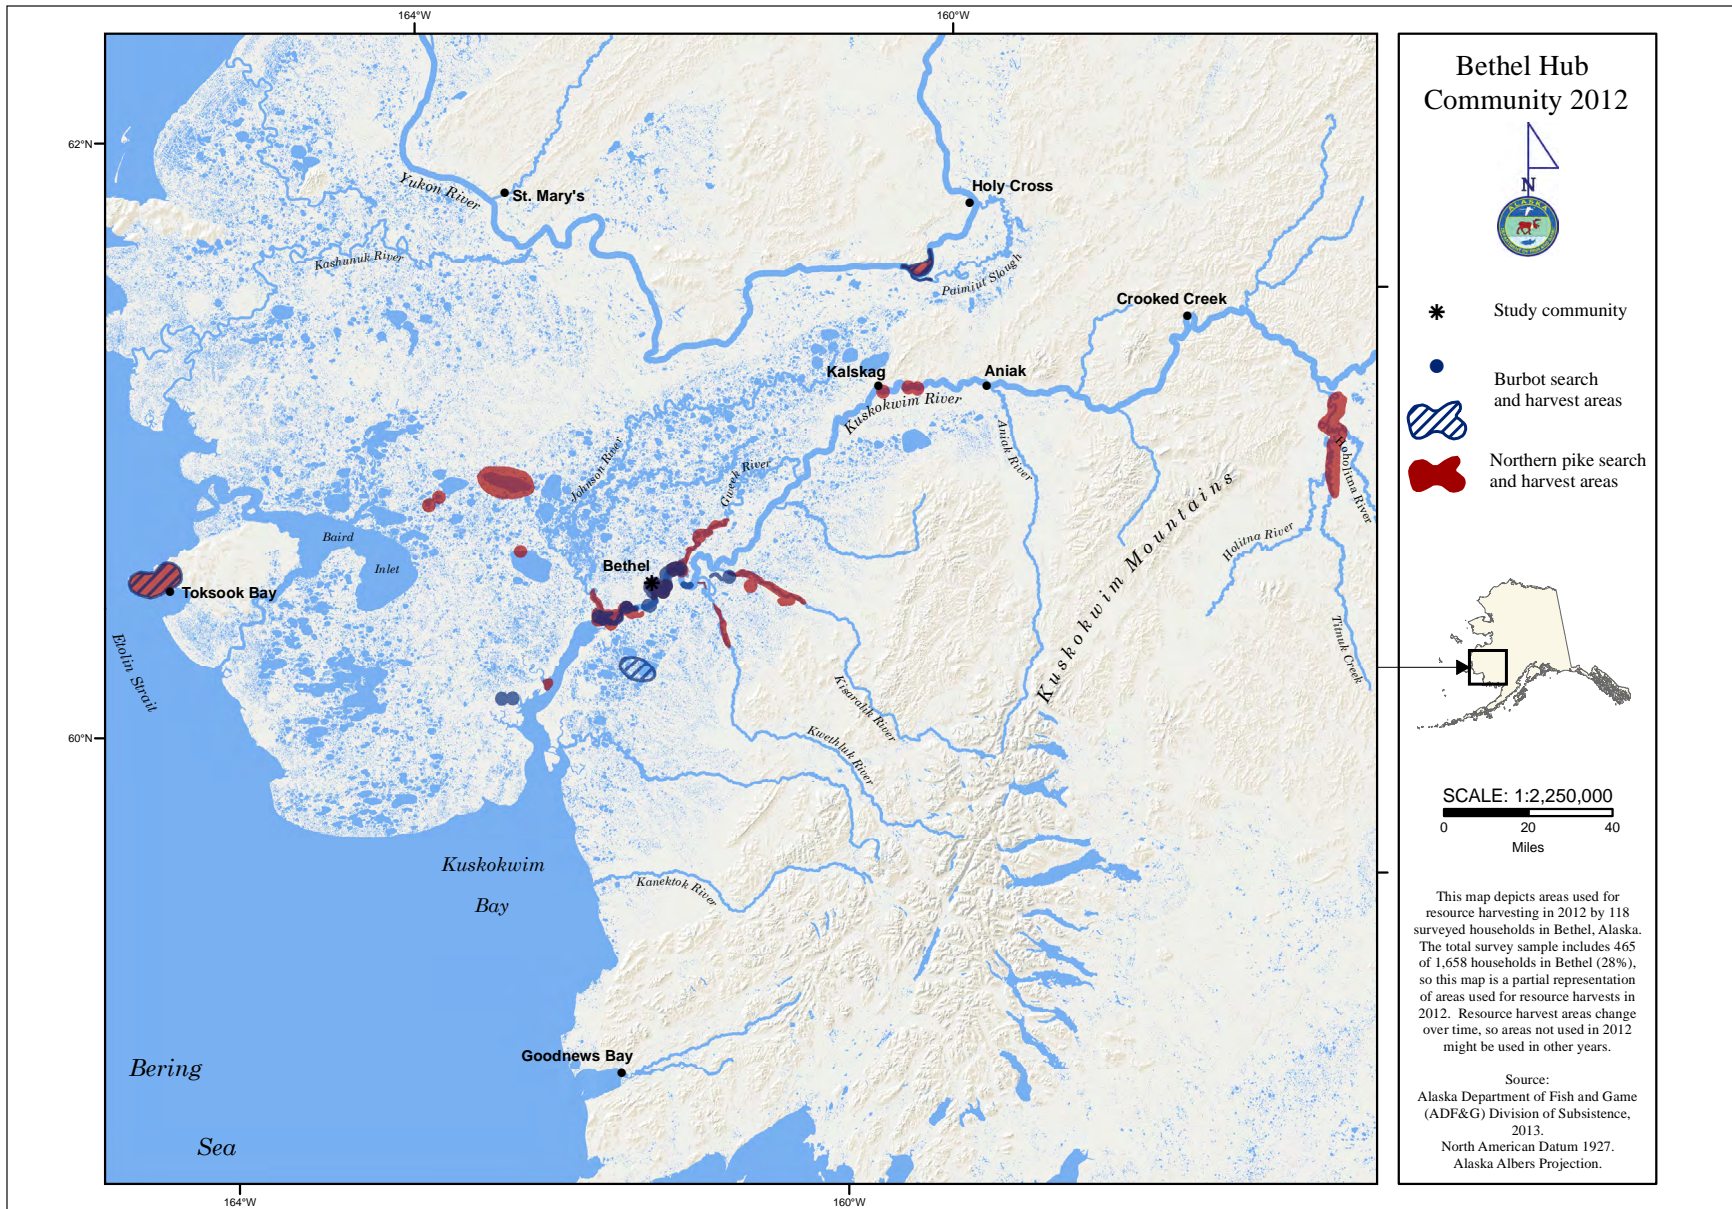 164°W
160°W
62°N
60°N
164°W
160°W
Yukon River
St. Mary's
Holy Cross
Kashunuk River
Paimiut Slough
Crooked Creek
Kalskag
Aniak
Kuskokwim River
Aniak River
Johnson River
Gweek River
Hoholitna River
Holitna River
Titnuk Creek
Kuskokwim Mountains
Baird
Inlet
Bethel
Toksook Bay
Etolin Strait
Kisaralik River
Kwethluk River
Kuskokwim
Bay
Kanektok River
Goodnews Bay
Bering
Sea
Bethel Hub
Community 2012
N
ALASKA
Study community
Burbot search
and harvest areas
Northern pike search
and harvest areas
SCALE: 1:2,250,000
0 20 40
Miles
This map depicts areas used for
resource harvesting in 2012 by 118
surveyed households in Bethel, Alaska.
The total survey sample includes 465
of 1,658 households in Bethel (28%),
so this map is a partial representation
of areas used for resource harvests in
2012. Resource harvest areas change
over time, so areas not used in 2012
might be used in other years.
Source:
Alaska Department of Fish and Game
(ADF&G) Division of Subsistence,
2013.
North American Datum 1927.
Alaska Albers Projection.